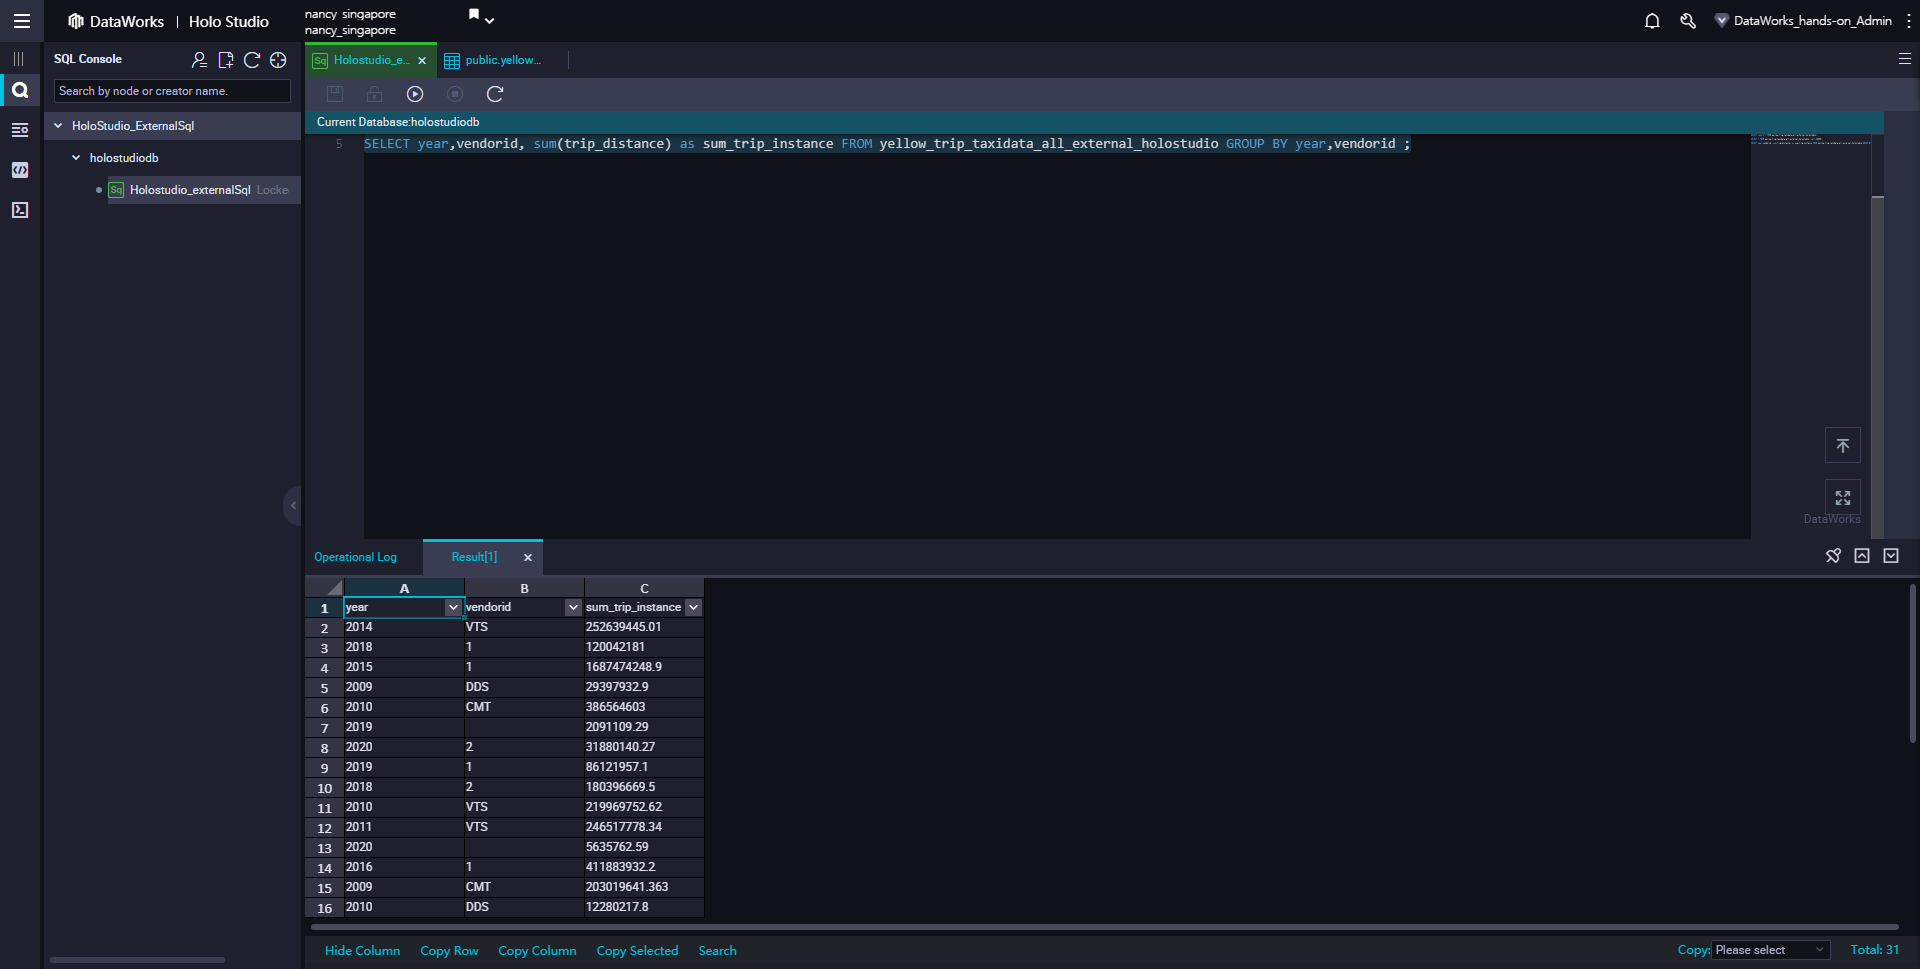 DataWorks | Holo Studio
nancy singapore
nancy_singapore
DataWorks_hands-on_Admin
SQL Console
Search by node or creator name.
HoloStudio_ExternalSql
holostudiodb
Sq Holostudio_externalSql Locke
Sq Holostudio_e...
public.yellow...
Current Database:holostudiodb
5 SELECT year,vendorid, sum(trip_distance) as sum_trip_instance FROM yellow_trip_taxidata_all_external_holostudio GROUP BY year,vendorid ;
DataWorks
Operational Log
Result[1]
A B C
1 year vendorid sum_trip_instance
2 2014 VTS 252639445.01
3 2018 1 120042181
4 2015 1 1687474248.9
5 2009 DDS 29397932.9
6 2010 CMT 386564603
7 2019 2091109.29
8 2020 2 31880140.27
9 2019 1 86121957.1
10 2018 2 180396669.5
11 2010 VTS 219969752.62
12 2011 VTS 246517778.34
13 2020 5635762.59
14 2016 1 411883932.2
15 2009 CMT 203019641.363
16 2010 DDS 12280217.8
Hide Column Copy Row Copy Column Copy Selected Search
Copy: Please select
Total: 31